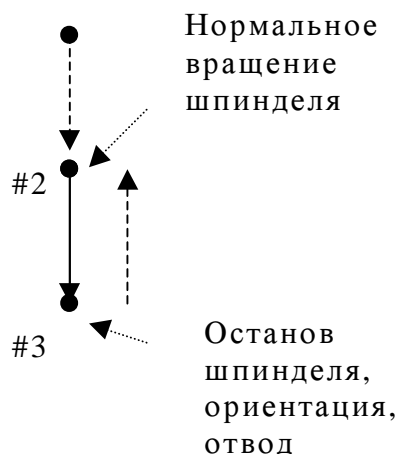 Нормальное
вращение
шпинделя
#2
#3
Останов
шпинделя,
ориентация,
отвод